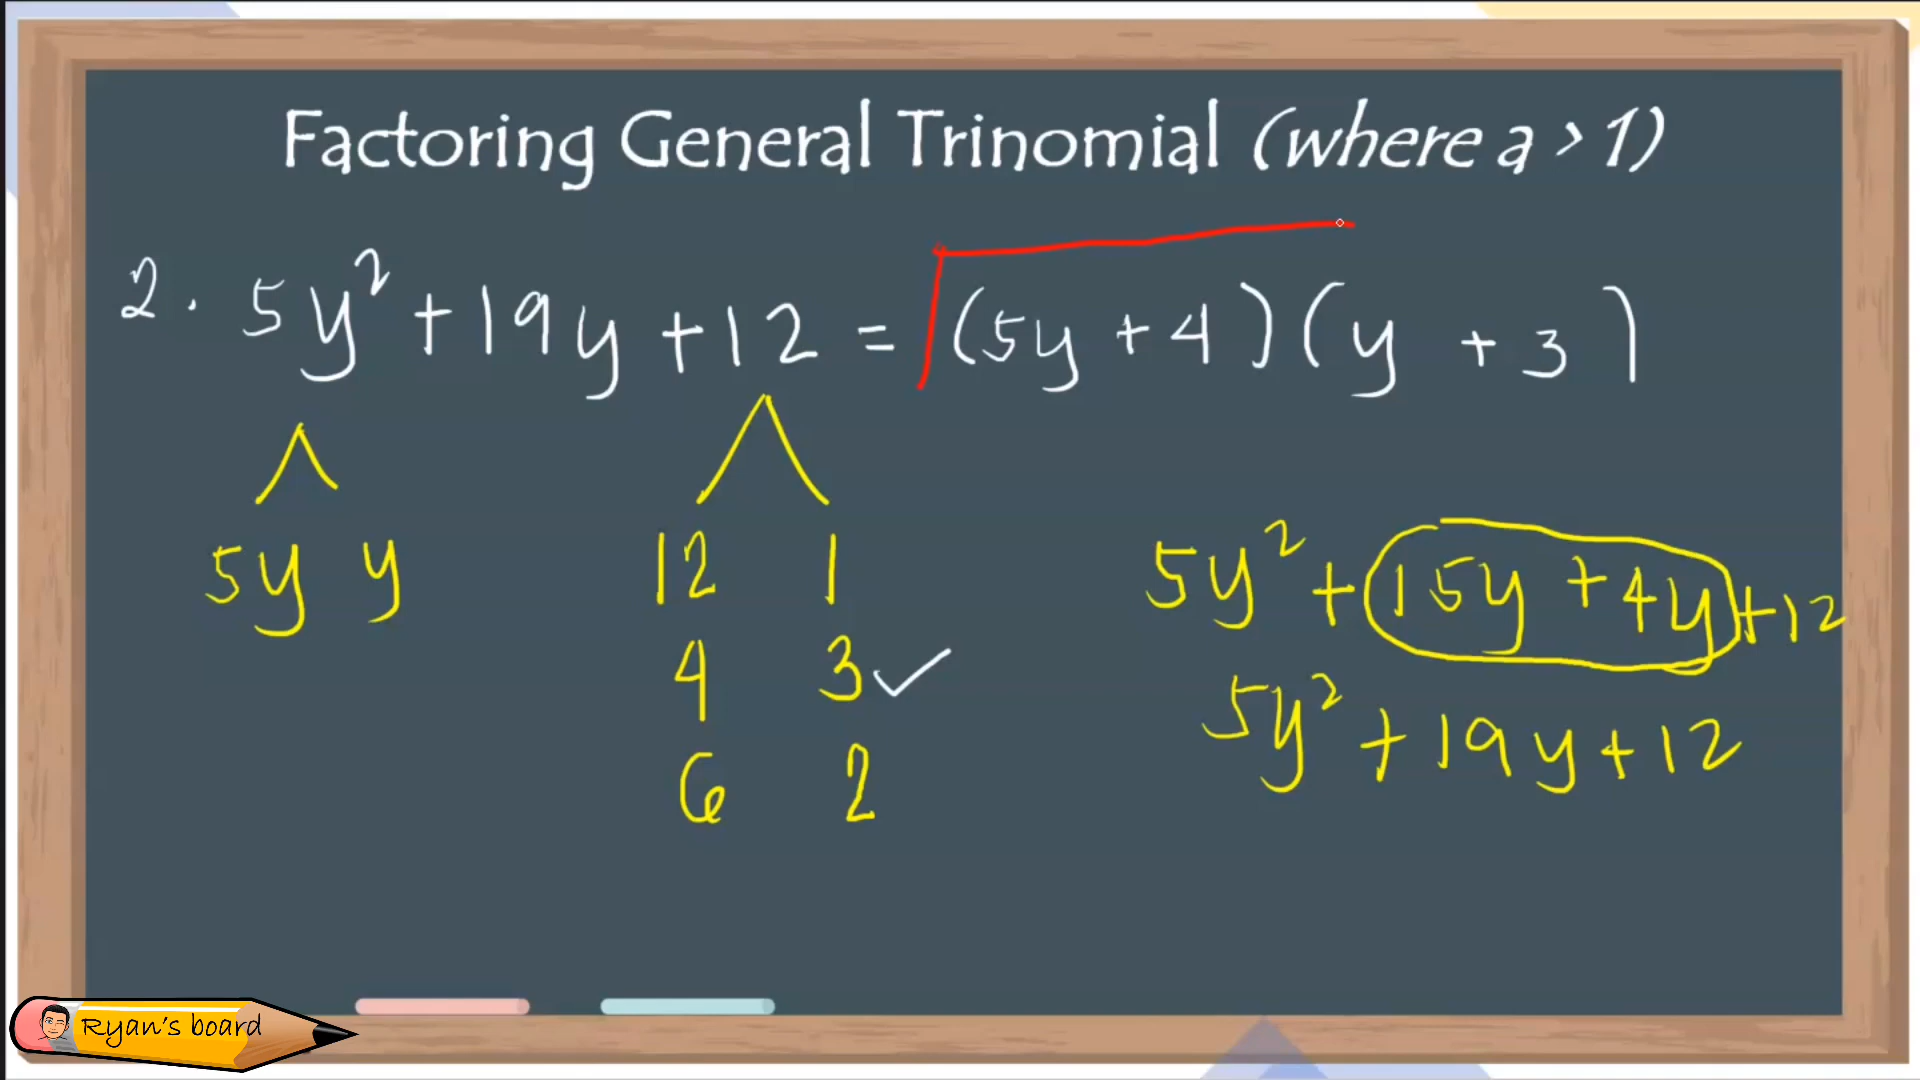 Factoring General Trinomial (where a > 1)
2. 5y² + 19y + 12 = (5y + 4)(y + 3)
5y y
12 1
4 3 ✓
6 2
5y² + 15y + 4y + 12
5y² + 19y + 12
Ryan's board